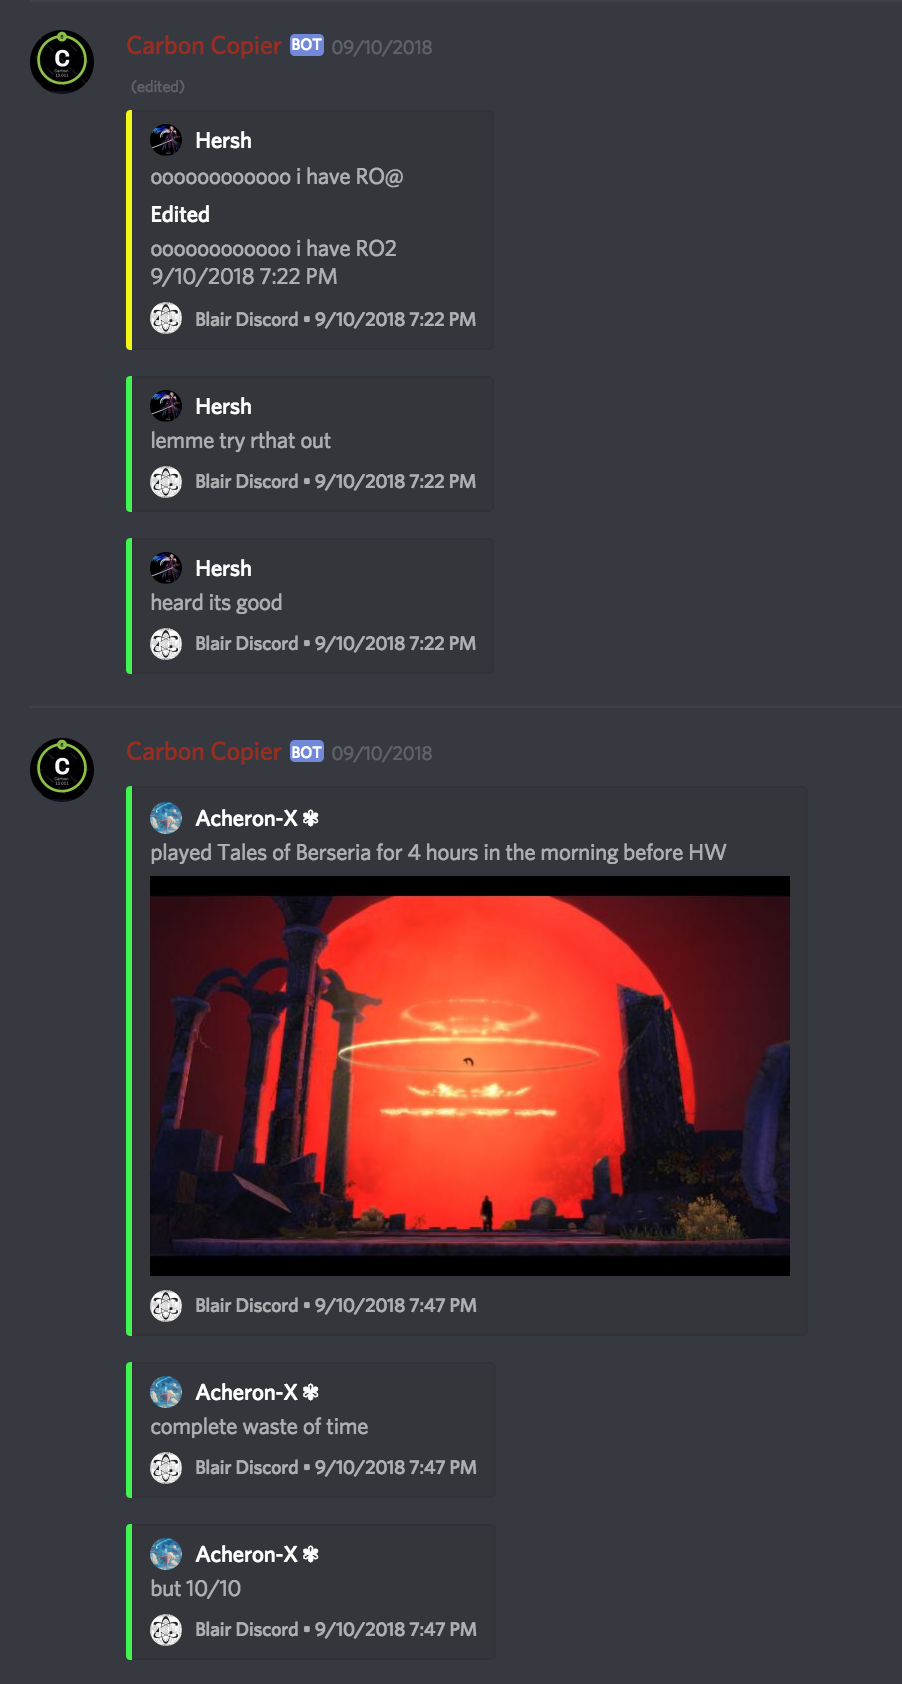 Carbon Copier BOT 09/10/2018
(edited)
Hersh
oooooooooooo i have RO@
Edited
oooooooooooo i have RO2
9/10/2018 7:22 PM
Blair Discord • 9/10/2018 7:22 PM
Hersh
lemme try rthat out
Blair Discord • 9/10/2018 7:22 PM
Hersh
heard its good
Blair Discord • 9/10/2018 7:22 PM
Carbon Copier BOT 09/10/2018
Acheron-X ✾
played Tales of Berseria for 4 hours in the morning before HW
Blair Discord • 9/10/2018 7:47 PM
Acheron-X ✾
complete waste of time
Blair Discord • 9/10/2018 7:47 PM
Acheron-X ✾
but 10/10
Blair Discord • 9/10/2018 7:47 PM